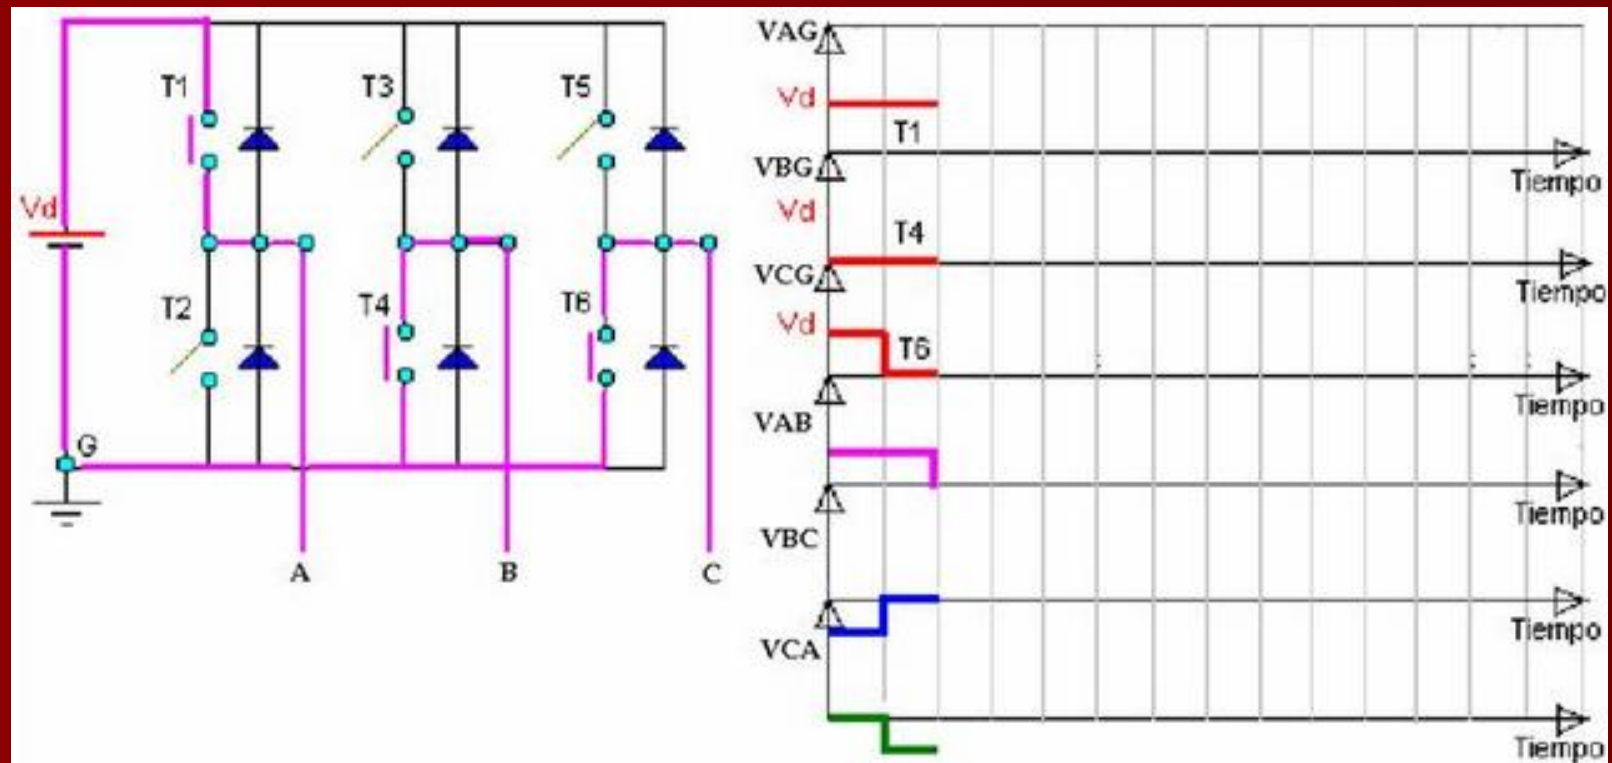 T1
T3
T5
Vd
T2
T4
T6
G
A
B
C
VAG
Vd
T1
Tiempo
VBG
Vd
T4
Tiempo
VCG
Vd
T6
Tiempo
VAB
Tiempo
VBC
Tiempo
VCA
Tiempo